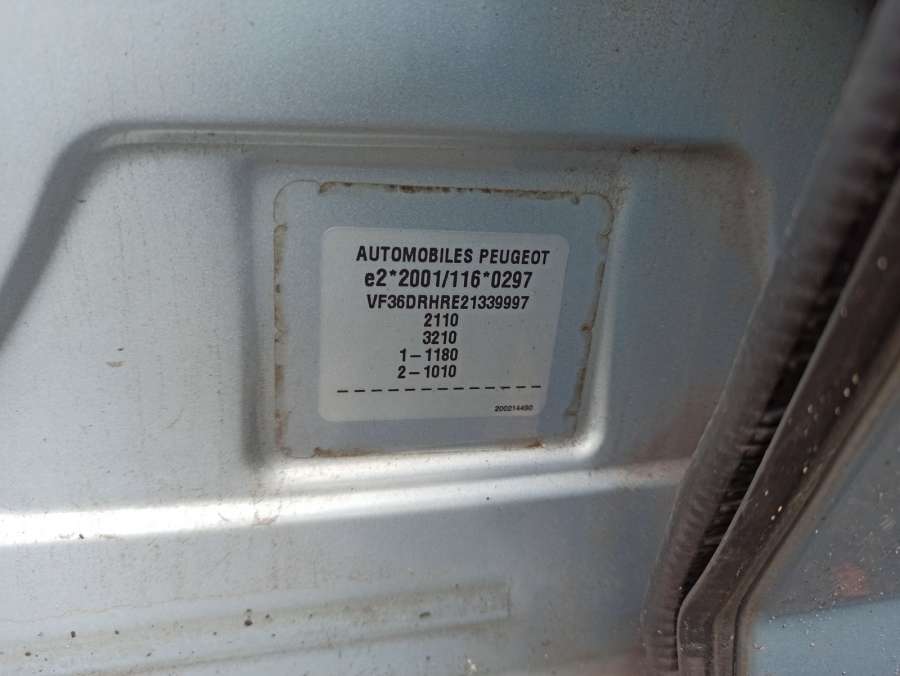 AUTOMOBILES PEUGEOT
e2*2001/116*0297
VF36DRHRE21339997
2110
3210
1-1180
2-1010
200214490